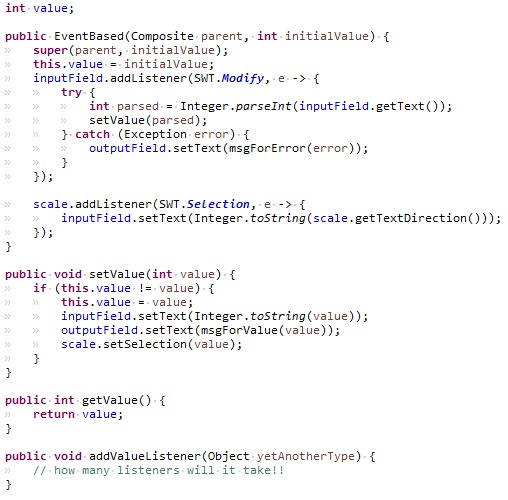 int value;
public EventBased(Composite parent, int initialValue) {
super(parent, initialValue);
this.value = initialValue;
inputField.addListener(SWT.Modify, e -> {
try {
int parsed = Integer.parseInt(inputField.getText());
setValue(parsed);
} catch (Exception error) {
outputField.setText(msgForError(error));
}
});
scale.addListener(SWT.Selection, e -> {
inputField.setText(Integer.toString(scale.getTextDirection()));
});
}
public void setValue(int value) {
if (this.value != value) {
this.value = value;
inputField.setText(Integer.toString(value));
outputField.setText(msgForValue(value));
scale.setSelection(value);
}
}
public int getValue() {
return value;
}
public void addValueListener(Object yetAnotherType) {
// how many listeners will it take!!
}